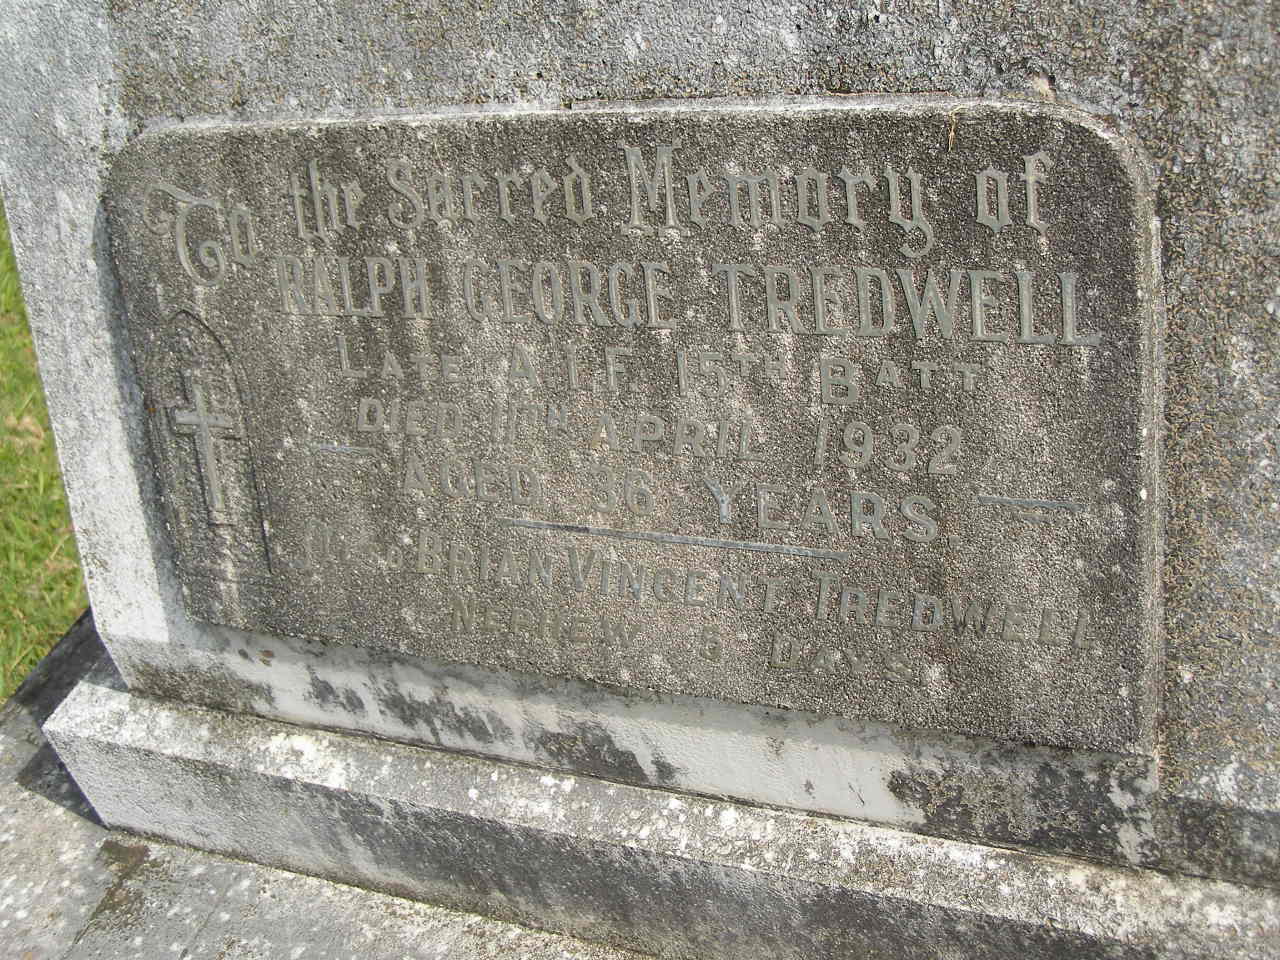 To the Sacred Memory of
RALPH GEORGE TREDWELL
LATE A.I.F. 15TH BATT
DIED 11TH APRIL 1932
AGED 36 YEARS
ALSO BRIAN VINCENT TREDWELL
NEPHEW DAYS